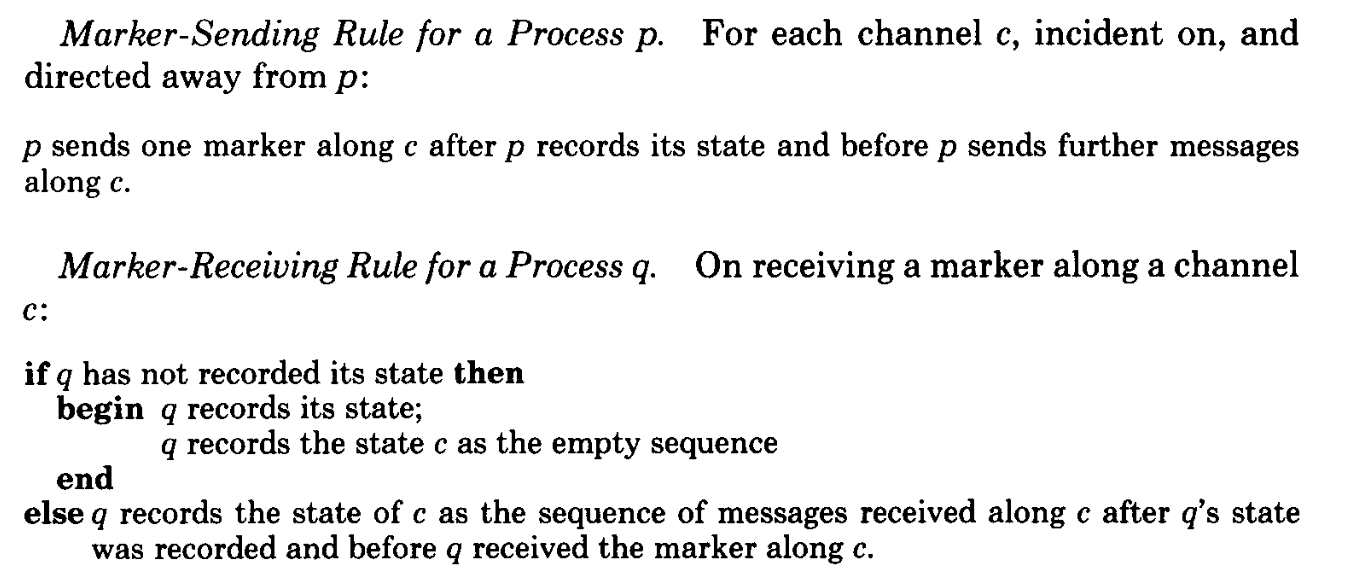 Marker-Sending Rule for a Process p. For each channel c, incident on, and
directed away from p:
p sends one marker along c after p records its state and before p sends further messages
along c.
Marker-Receiving Rule for a Process q. On receiving a marker along a channel
c:
if q has not recorded its state then
begin q records its state;
q records the state c as the empty sequence
end
else q records the state of c as the sequence of messages received along c after q's state
was recorded and before q received the marker along c.